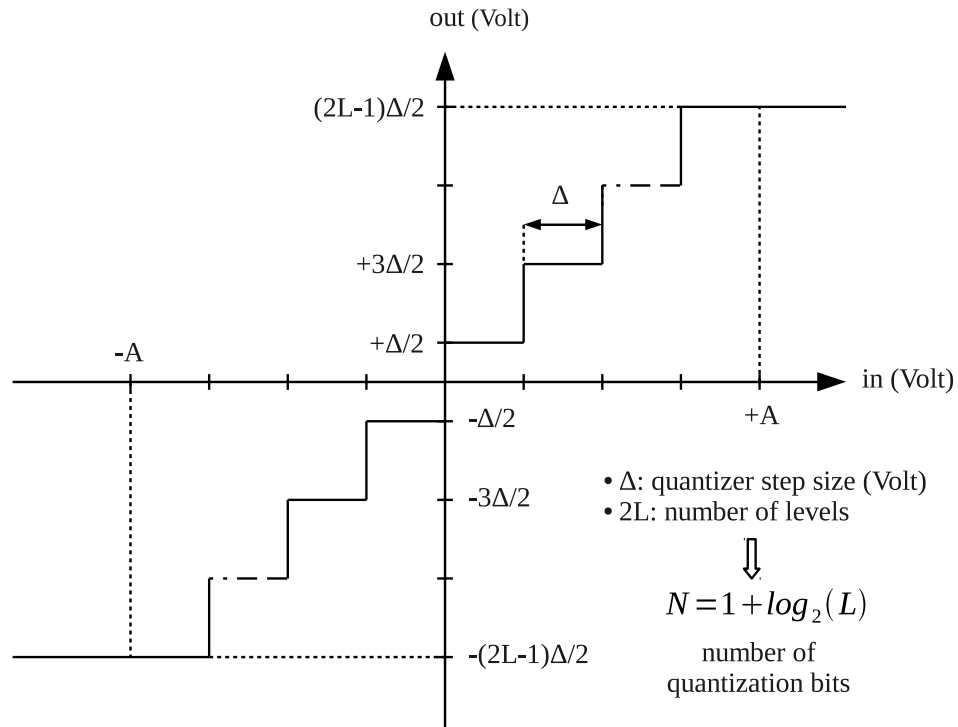 out (Volt)
(2L-1)Δ/2
Δ
+3Δ/2
+Δ/2
-A
in (Volt)
+A
-Δ/2
-3Δ/2
-(2L-1)Δ/2
• Δ: quantizer step size (Volt)
• 2L: number of levels
N=1+log₂(L)
number of
quantization bits